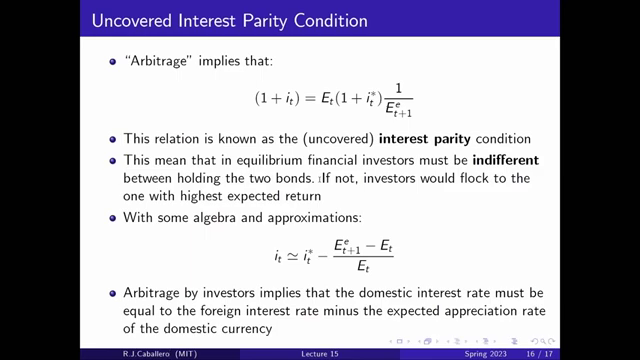 Uncovered Interest Parity Condition
“Arbitrage” implies that:
(1 + i_t) = E_t(1 + i_t^*) \frac{1}{E_{t+1}^e}
This relation is known as the (uncovered) interest parity condition
This mean that in equilibrium financial investors must be indifferent
between holding the two bonds. If not, investors would flock to the
one with highest expected return
With some algebra and approximations:
i_t ≃ i_t^* − \frac{E_{t+1}^e − E_t}{E_t}
Arbitrage by investors implies that the domestic interest rate must be
equal to the foreign interest rate minus the expected appreciation rate
of the domestic currency
R.J.Caballero (MIT) Lecture 15 Spring 2023 16 / 17